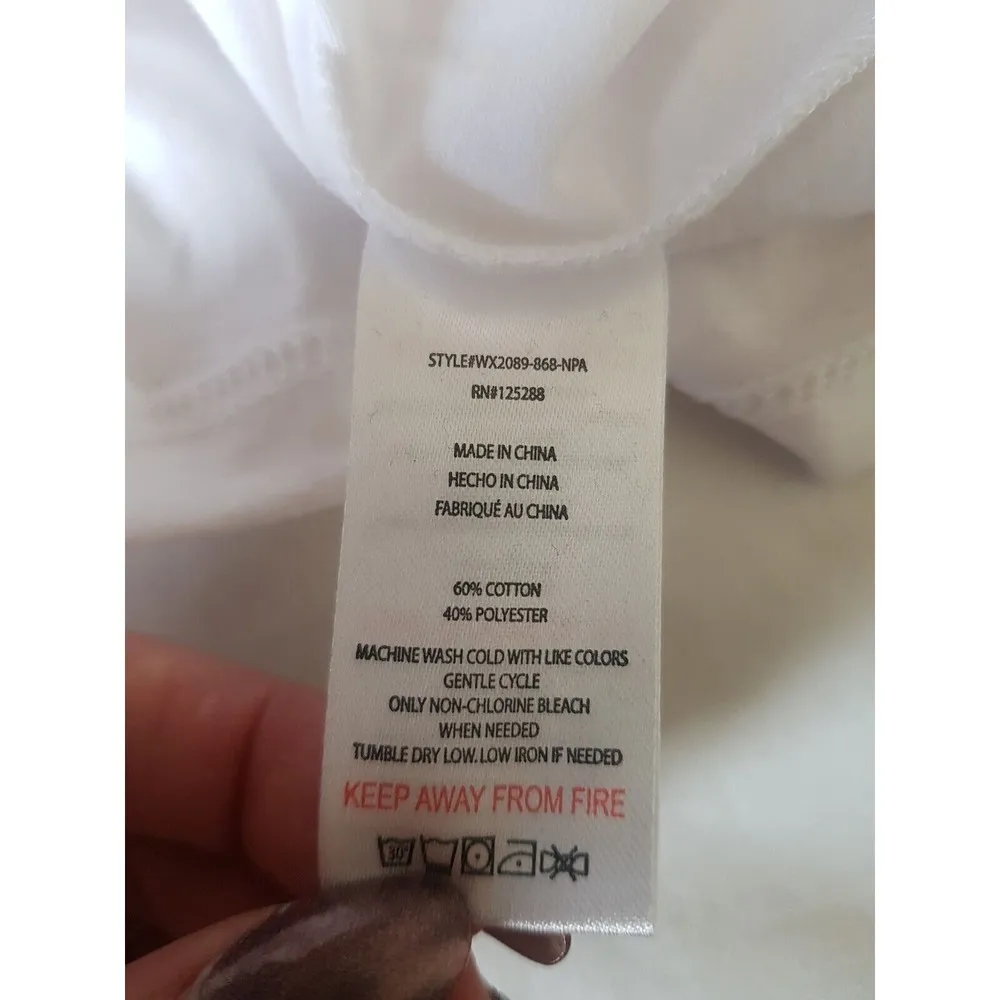 STYLE#WX2089-868-NPA
RN#125288
MADE IN CHINA
HECHO IN CHINA
FABRIQUÉ AU CHINA
60% COTTON
40% POLYESTER
MACHINE WASH COLD WITH LIKE COLORS
GENTLE CYCLE
ONLY NON-CHLORINE BLEACH
WHEN NEEDED
TUMBLE DRY LOW. LOW IRON IF NEEDED
KEEP AWAY FROM FIRE
30°